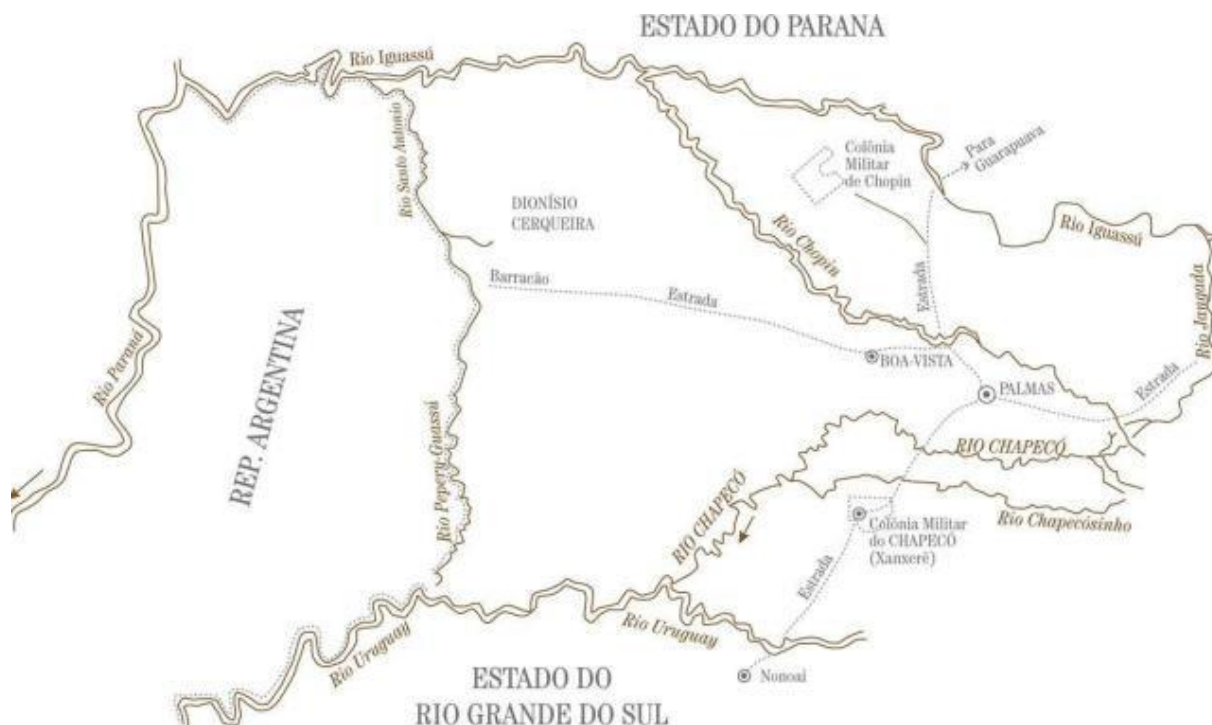 ESTADO DO PARANA
Rio Iguassú
Para
Guarapuava
Colônia
Militar
de Chopin
Rio Santo Antonio
DIONÍSIO
CERQUEIRA
Rio Iguassú
Rio Chopin
Barracão
Estrada
Estrada
Rio Jangada
Rio Paraná
REP. ARGENTINA
BOA-VISTA
Estrada
PALMAS
Rio Pepery Guassú
RIO CHAPECÓ
RIO CHAPECÓ
Rio Chapecósinho
Colônia Militar
do CHAPECÓ
(Xanxerê)
Estrada
Rio Uruguay
Rio Uruguay
Nonoai
ESTADO DO
RIO GRANDE DO SUL